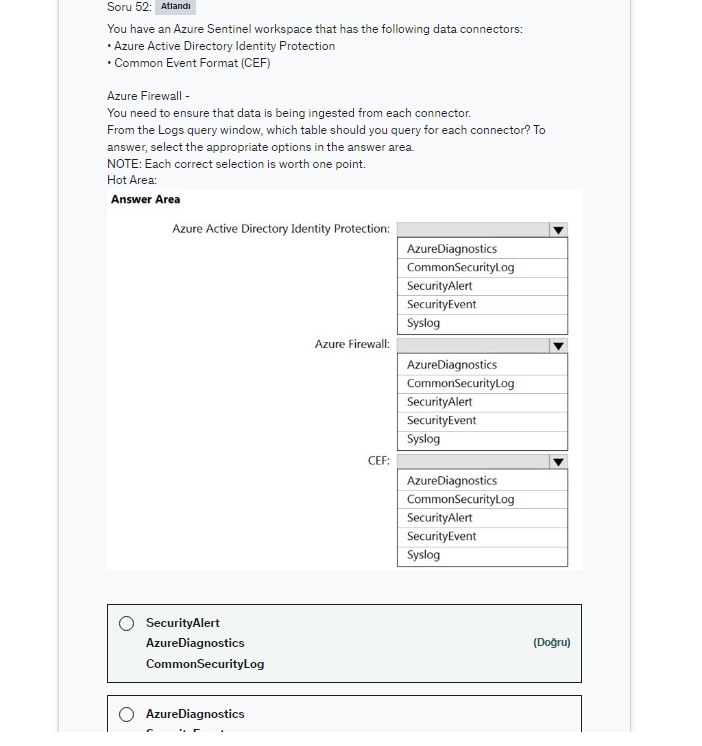 Soru 52: Atlandı
You have an Azure Sentinel workspace that has the following data connectors:
• Azure Active Directory Identity Protection
• Common Event Format (CEF)
Azure Firewall -
You need to ensure that data is being ingested from each connector.
From the Logs query window, which table should you query for each connector? To
answer, select the appropriate options in the answer area.
NOTE: Each correct selection is worth one point.
Hot Area:
Answer Area
Azure Active Directory Identity Protection:
AzureDiagnostics
CommonSecurityLog
SecurityAlert
SecurityEvent
Syslog
Azure Firewall:
AzureDiagnostics
CommonSecurityLog
SecurityAlert
SecurityEvent
Syslog
CEF:
AzureDiagnostics
CommonSecurityLog
SecurityAlert
SecurityEvent
Syslog
SecurityAlert
AzureDiagnostics (Doğru)
CommonSecurityLog
AzureDiagnostics